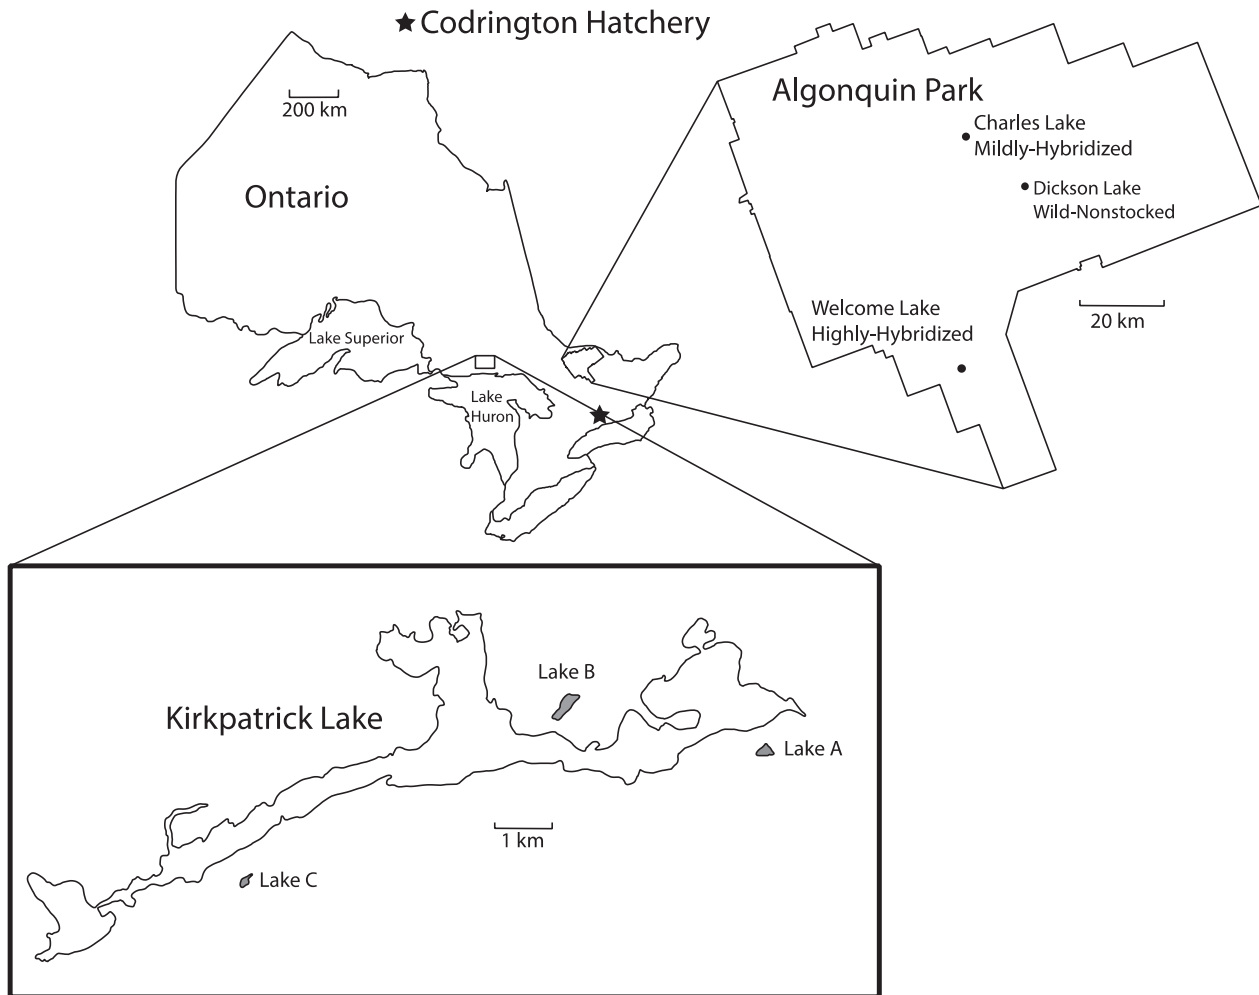 Codrington Hatchery
200 km
Ontario
Lake Superior
Lake
Huron
Algonquin Park
Charles Lake
Mildly-Hybridized
Dickson Lake
Wild-Nonstocked
Welcome Lake
Highly-Hybridized
20 km
Kirkpatrick Lake
Lake B
Lake A
1 km
Lake C